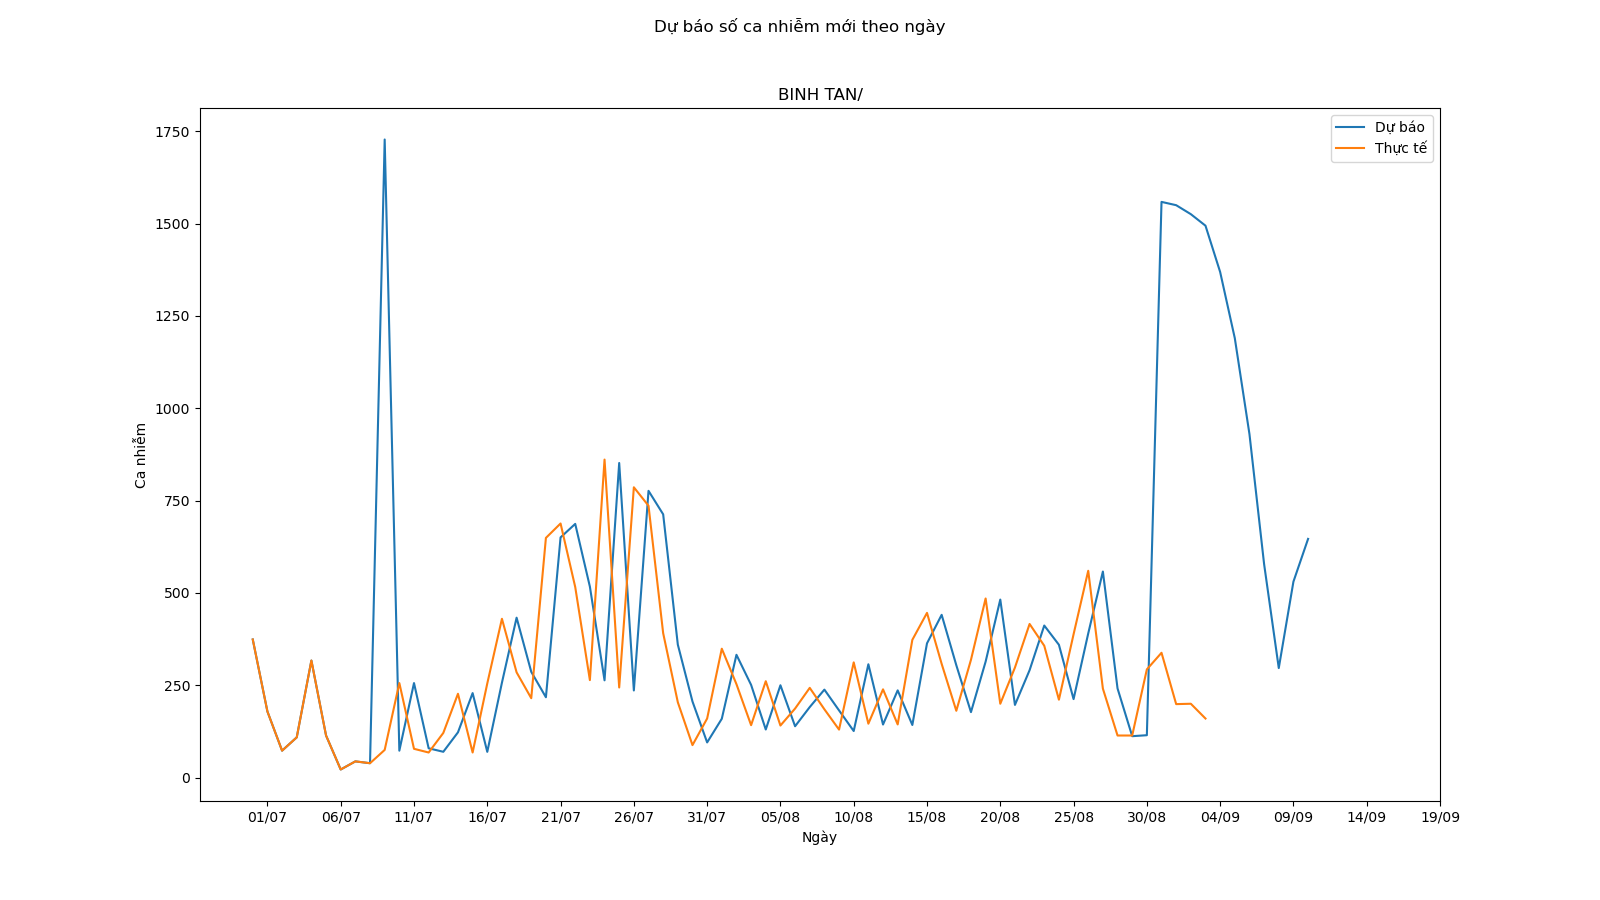 Dự báo số ca nhiễm mới theo ngày
BINH TAN/
Dự báo
Thực tế
1750
1500
1250
1000
750
500
250
0
Ca nhiễm
01/07 06/07 11/07 16/07 21/07 26/07 31/07 05/08 10/08 15/08 20/08 25/08 30/08 04/09 09/09 14/09 19/09
Ngày